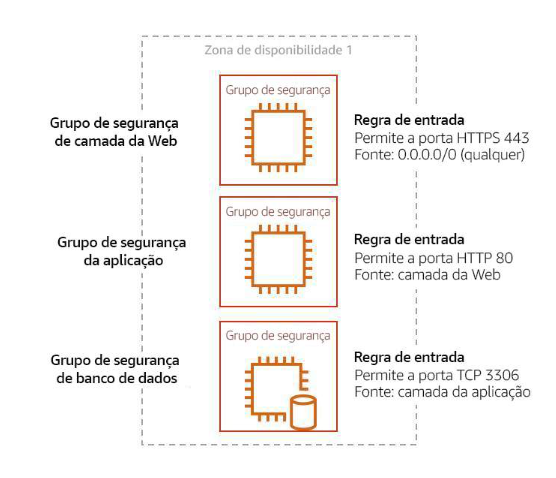 Zona de disponibilidade 1
Grupo de segurança
de camada da Web
Grupo de segurança
Regra de entrada
Permite a porta HTTPS 443
Fonte: 0.0.0.0/0 (qualquer)
Grupo de segurança
da aplicação
Grupo de segurança
Regra de entrada
Permite a porta HTTP 80
Fonte: camada da Web
Grupo de segurança
de banco de dados
Grupo de segurança
Regra de entrada
Permite a porta TCP 3306
Fonte: camada da aplicação